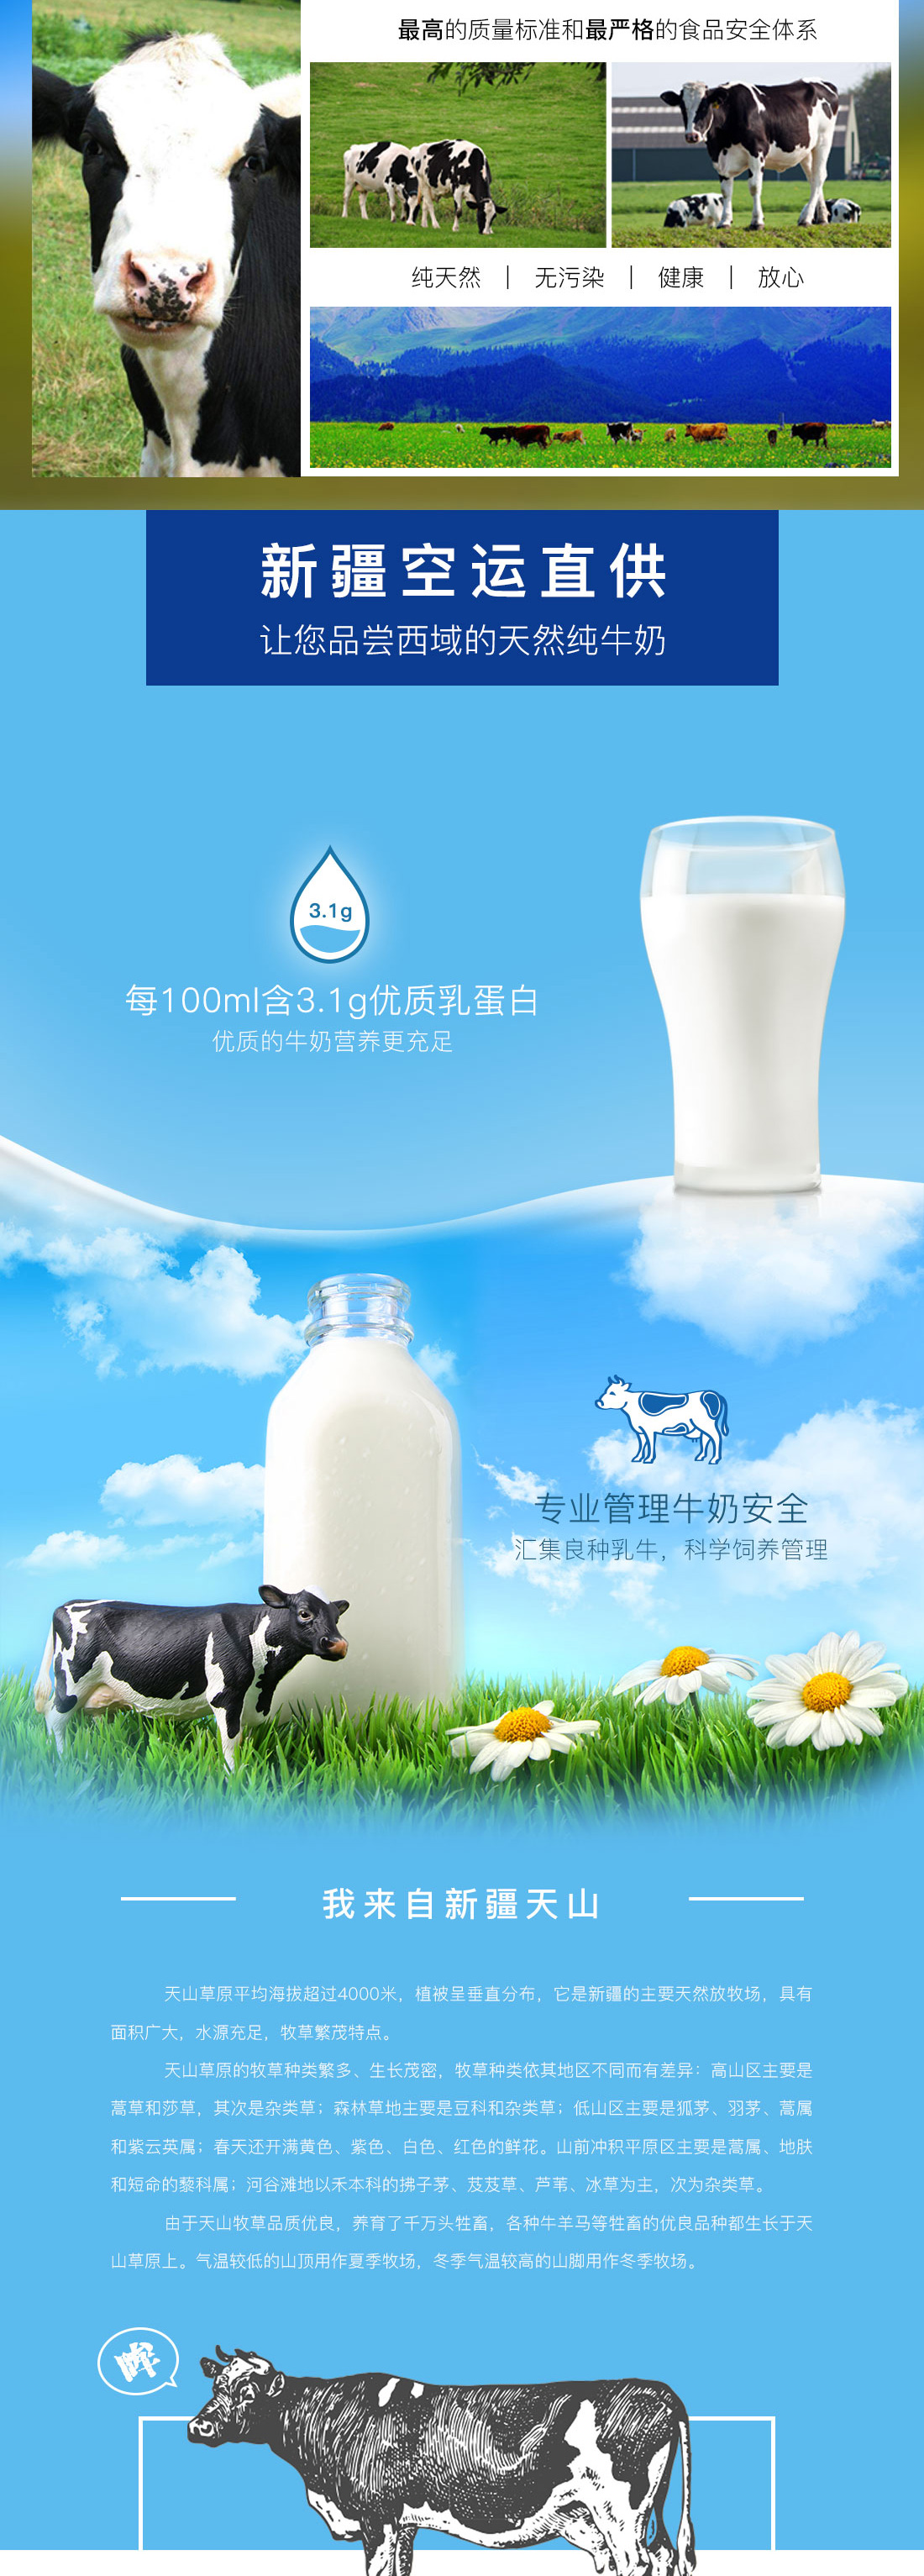 最高的质量标准和最严格的食品安全体系
纯天然 | 无污染 | 健康 | 放心
新疆空运直供
让您品尝西域的天然纯牛奶
3.1g
每100ml含3.1g优质乳蛋白
优质的牛奶营养更充足
专业管理牛奶安全
汇集良种乳牛，科学饲养管理
我来自新疆天山
天山草原平均海拔超过4000米，植被呈垂直分布，它是新疆的主要天然放牧场，具有
面积广大，水源充足，牧草繁茂特点。
天山草原的牧草种类繁多、生长茂密，牧草种类依其地区不同而有差异：高山区主要是
蒿草和莎草，其次是杂类草；森林草地主要是豆科和杂类草；低山区主要是狐茅、羽茅、蒿属
和紫云英属；春天还开满黄色、紫色、白色、红色的鲜花。山前冲积平原区主要是蒿属、地肤
和短命的藜科属；河谷滩地以禾本科的拂子茅、芨芨草、芦苇、冰草为主，次为杂类草。
由于天山牧草品质优良，养育了千万头牲畜，各种牛羊马等牲畜的优良品种都生长于天
山草原上。气温较低的山顶用作夏季牧场，冬季气温较高的山脚用作冬季牧场。
哞